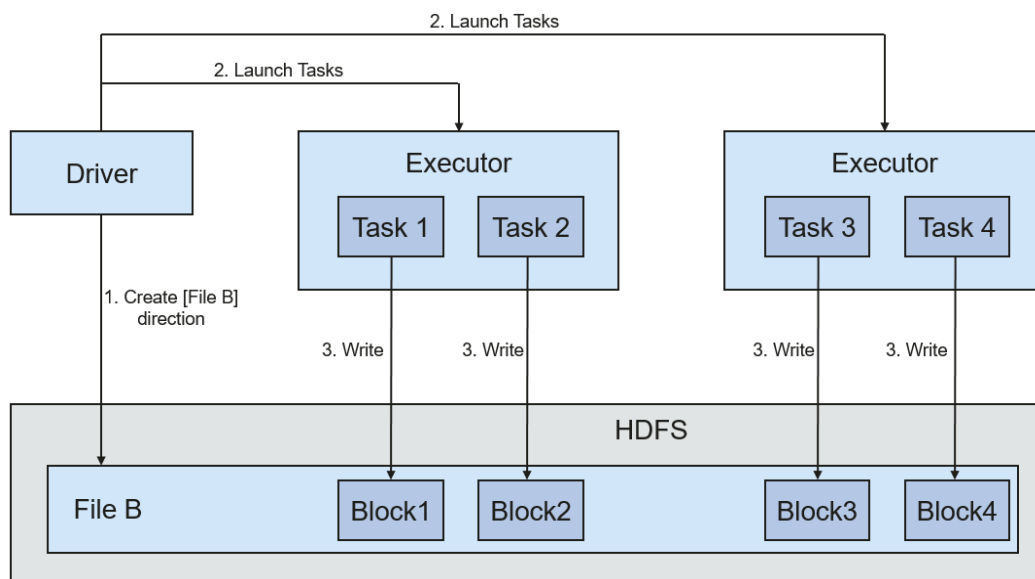 2. Launch Tasks
2. Launch Tasks
Driver
Executor
Executor
Task 1
Task 2
Task 3
Task 4
1. Create [File B]
direction
3. Write
3. Write
3. Write
3. Write
HDFS
File B
Block1
Block2
Block3
Block4